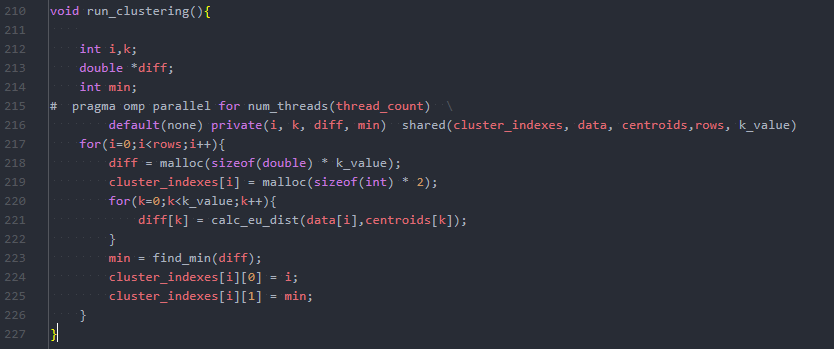 210 void run_clustering(){
211
212     int i,k;
213     double *diff;
214     int min;
215 #  pragma omp parallel for num_threads(thread_count)  \
216         default(none) private(i, k, diff, min)  shared(cluster_indexes, data, centroids,rows, k_value)
217     for(i=0;i<rows;i++){
218         diff = malloc(sizeof(double) * k_value);
219         cluster_indexes[i] = malloc(sizeof(int) * 2);
220         for(k=0;k<k_value;k++){
221             diff[k] = calc_eu_dist(data[i],centroids[k]);
222         }
223         min = find_min(diff);
224         cluster_indexes[i][0] = i;
225         cluster_indexes[i][1] = min;
226     }
227 }